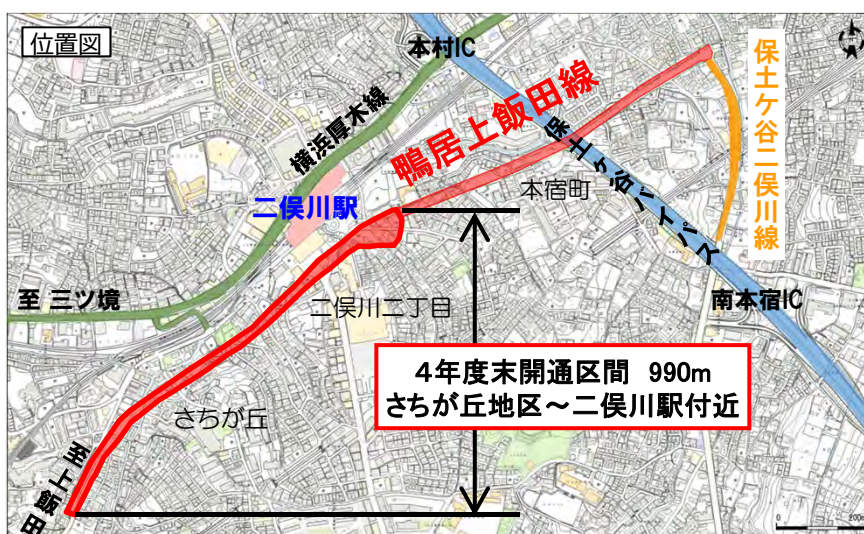 位置図
本村IC
横浜厚木線
鴨居上飯田線
保土ケ谷二俣川線
保土ヶ谷バイパス
本宿町
二俣川駅
至 三ツ境
二俣川二丁目
南本宿IC
4年度末開通区間 990m
さちが丘地区～二俣川駅付近
さちが丘
至上飯田
0 200m